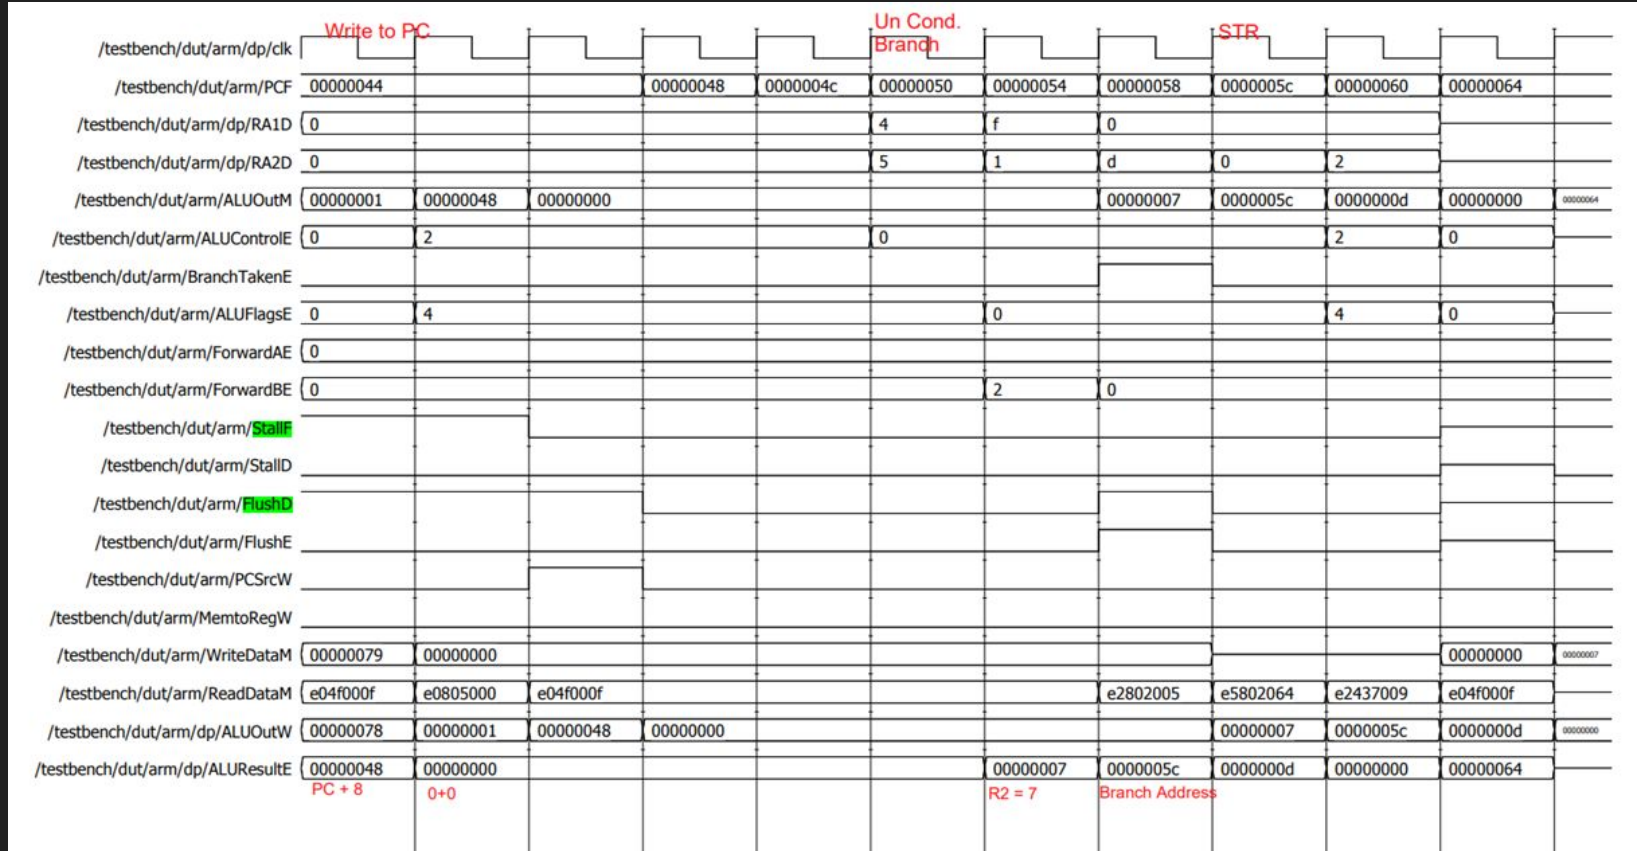 Write to PC
Un Cond.
Branch
STR
/testbench/dut/arm/dp/clk
/testbench/dut/arm/PCF 00000044 00000048 0000004c 00000050 00000054 00000058 0000005c 00000060 00000064
/testbench/dut/arm/dp/RA1D 0 4 f 0
/testbench/dut/arm/dp/RA2D 0 5 1 d 0 2
/testbench/dut/arm/ALUOutM 00000001 00000048 00000000 00000007 0000005c 0000000d 00000000 00000064
/testbench/dut/arm/ALUControlE 0 2 0 2 0
/testbench/dut/arm/BranchTakenE
/testbench/dut/arm/ALUFlagsE 0 4 0 4 0
/testbench/dut/arm/ForwardAE 0
/testbench/dut/arm/ForwardBE 0 2 0
/testbench/dut/arm/StallF
/testbench/dut/arm/StallD
/testbench/dut/arm/FlushD
/testbench/dut/arm/FlushE
/testbench/dut/arm/PCSrcW
/testbench/dut/arm/MemtoRegW
/testbench/dut/arm/WriteDataM 00000079 00000000 00000000 00000007
/testbench/dut/arm/ReadDataM e04f000f e0805000 e04f000f e2802005 e5802064 e2437009 e04f000f
/testbench/dut/arm/dp/ALUOutW 00000078 00000001 00000048 00000000 00000007 0000005c 0000000d 00000000
/testbench/dut/arm/dp/ALUResultE 00000048 00000000 00000007 0000005c 0000000d 00000000 00000064
PC + 8 0+0 R2 = 7 Branch Address